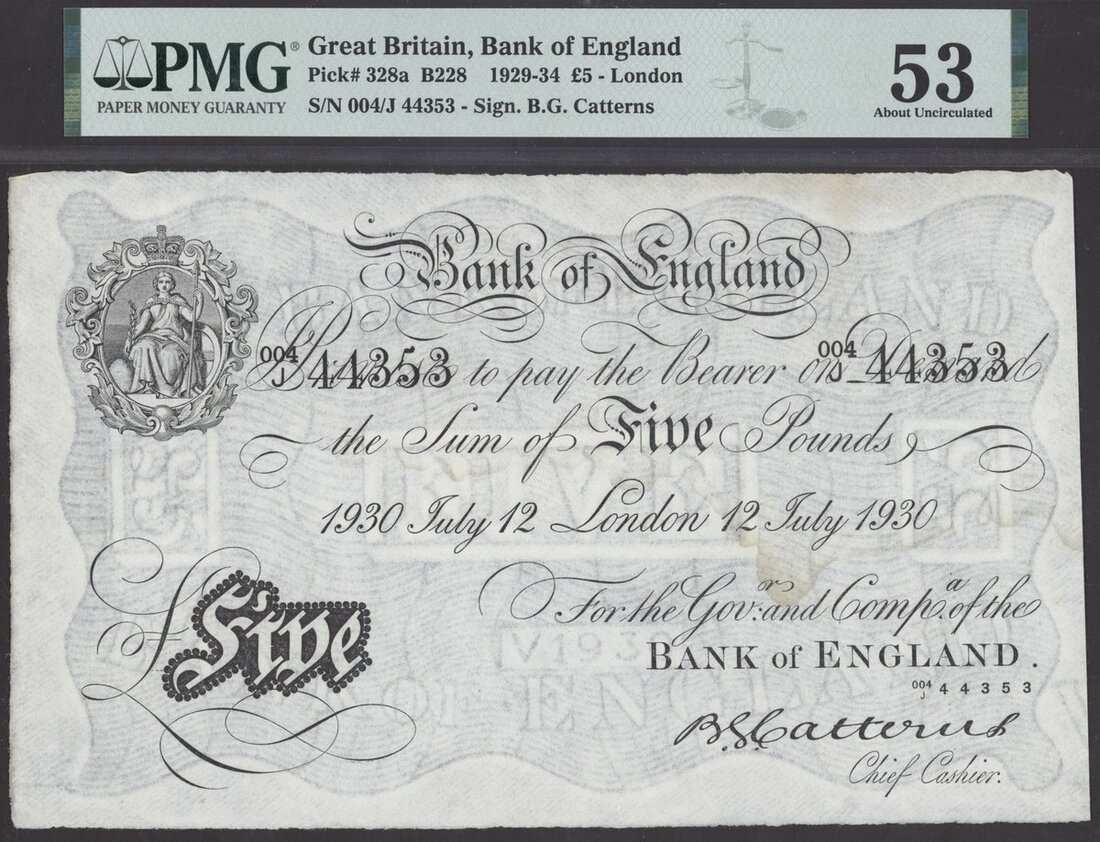 PMG®
PAPER MONEY GUARANTY
Great Britain, Bank of England
Pick# 328a B228 1929-34 £5 - London
S/N 004/J 44353 - Sign. B.G. Catterns
53
About Uncirculated
Bank of England
004/J 44353 004/J 44353
I Promise to pay the Bearer on Demand
the Sum of Five Pounds
1930 July 12 London 12 July 1930
For the Govr. and Compa. of the
BANK of ENGLAND.
004/J 44353
£Five
B.G. Catterns
Chief Cashier.